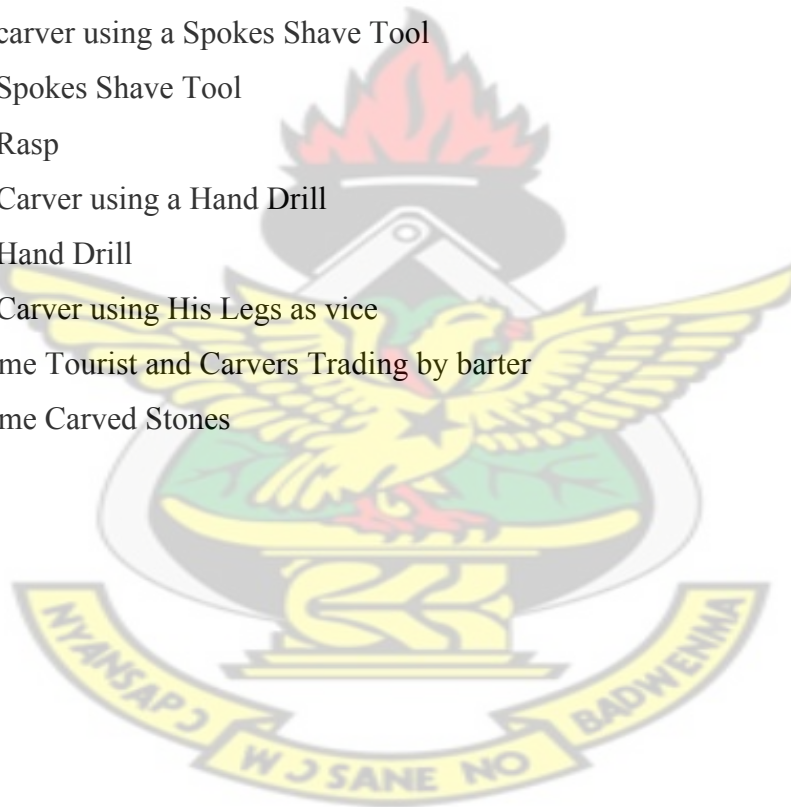 carver using a Spokes Shave Tool
Spokes Shave Tool
Rasp
Carver using a Hand Drill
Hand Drill
Carver using His Legs as vice
me Tourist and Carvers Trading by barter
me Carved Stones
NYANSAPƆ WƆSANE NO BADWENMA